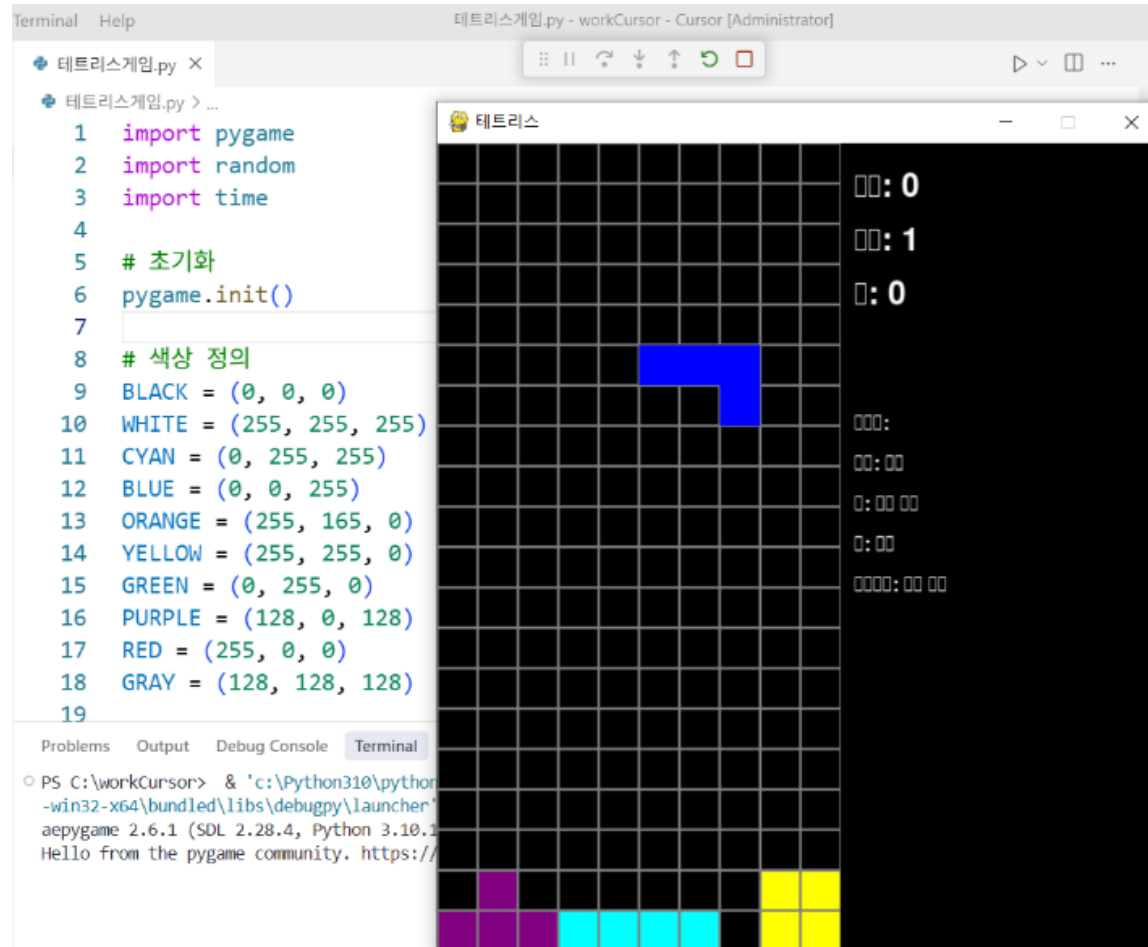 Terminal Help
테트리스게임.py - workCursor - Cursor [Administrator]
테트리스게임.py
테트리스게임.py > ...
1 import pygame
2 import random
3 import time
4
5 # 초기화
6 pygame.init()
7
8 # 색상 정의
9 BLACK = (0, 0, 0)
10 WHITE = (255, 255, 255)
11 CYAN = (0, 255, 255)
12 BLUE = (0, 0, 255)
13 ORANGE = (255, 165, 0)
14 YELLOW = (255, 255, 0)
15 GREEN = (0, 255, 0)
16 PURPLE = (128, 0, 128)
17 RED = (255, 0, 0)
18 GRAY = (128, 128, 128)
19
테트리스
▯▯: 0
▯▯: 1
▯: 0
▯▯▯:
▯▯: ▯▯
▯: ▯▯ ▯▯
▯: ▯▯
▯▯▯▯: ▯▯ ▯▯
Problems Output Debug Console Terminal
PS C:\workCursor> & 'c:\Python310\python
-win32-x64\bundled\libs\debugpy\launcher'
aepygame 2.6.1 (SDL 2.28.4, Python 3.10.1
Hello from the pygame community. https://